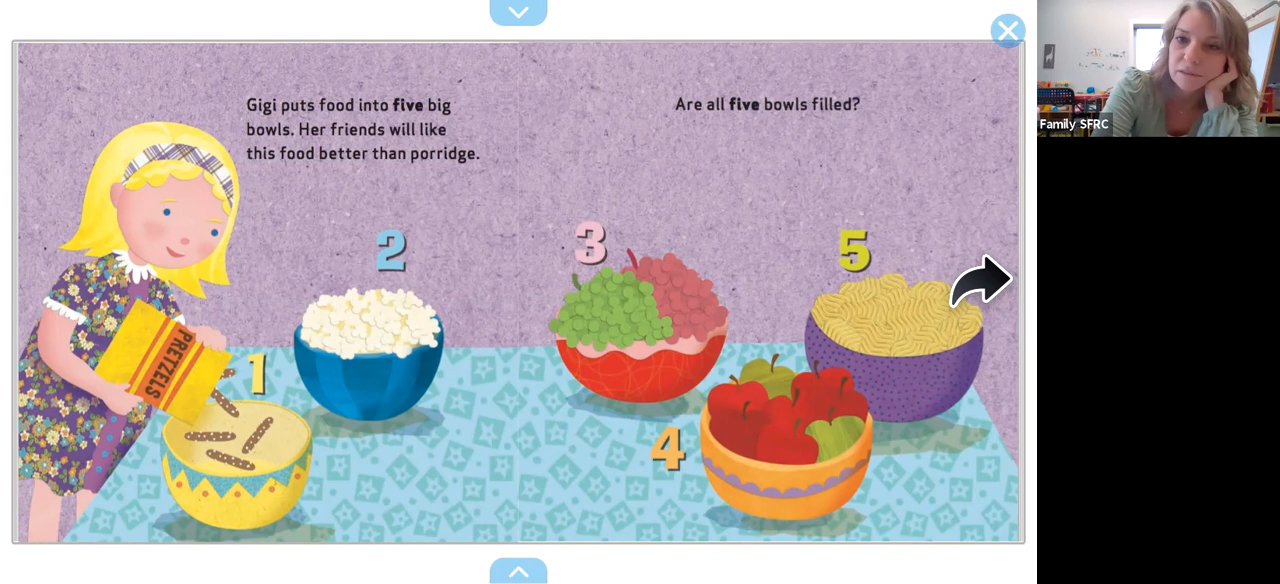 Gigi puts food into five big
bowls. Her friends will like
this food better than porridge.
Are all five bowls filled?
2
3
5
PRETZELS
1
4
Family SFRC